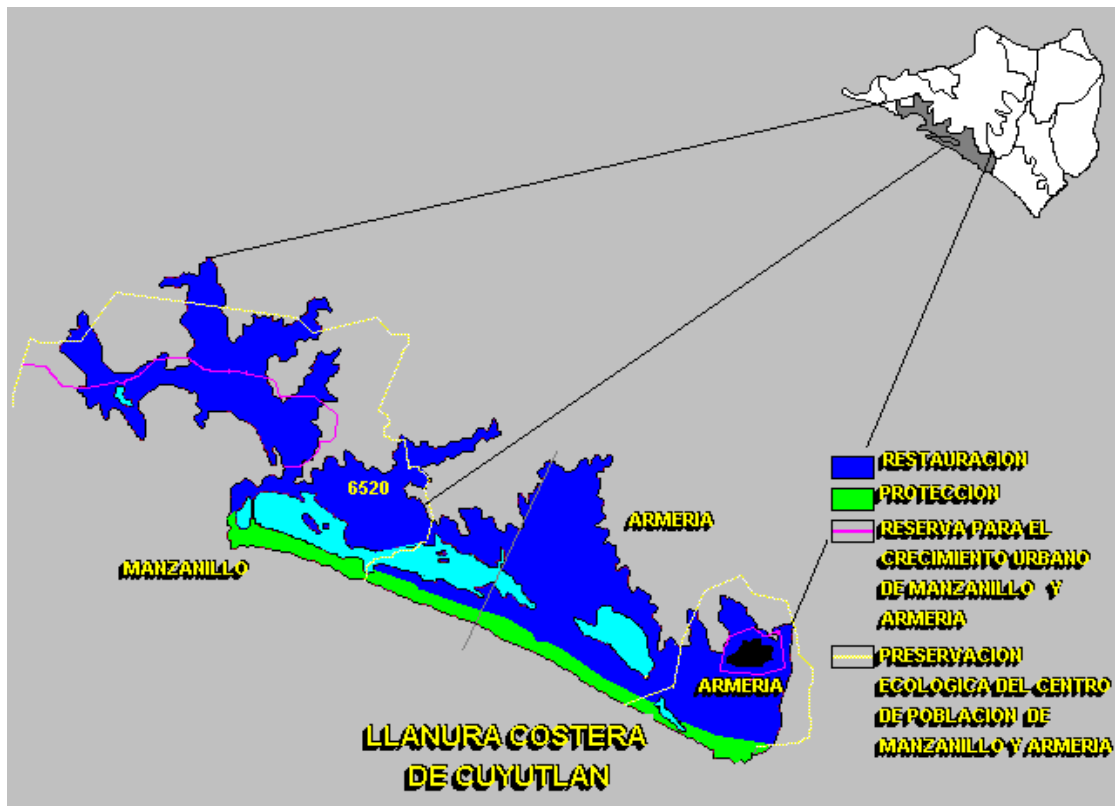 6520
ARMERIA
MANZANILLO
ARMERIA
LLANURA COSTERA
DE CUYUTLAN
RESTAURACION
PROTECCION
RESERVA PARA EL
CRECIMIENTO URBANO
DE MANZANILLO Y
ARMERIA
PRESERVACION
ECOLOGICA DEL CENTRO
DE POBLACION DE
MANZANILLO Y ARMERIA